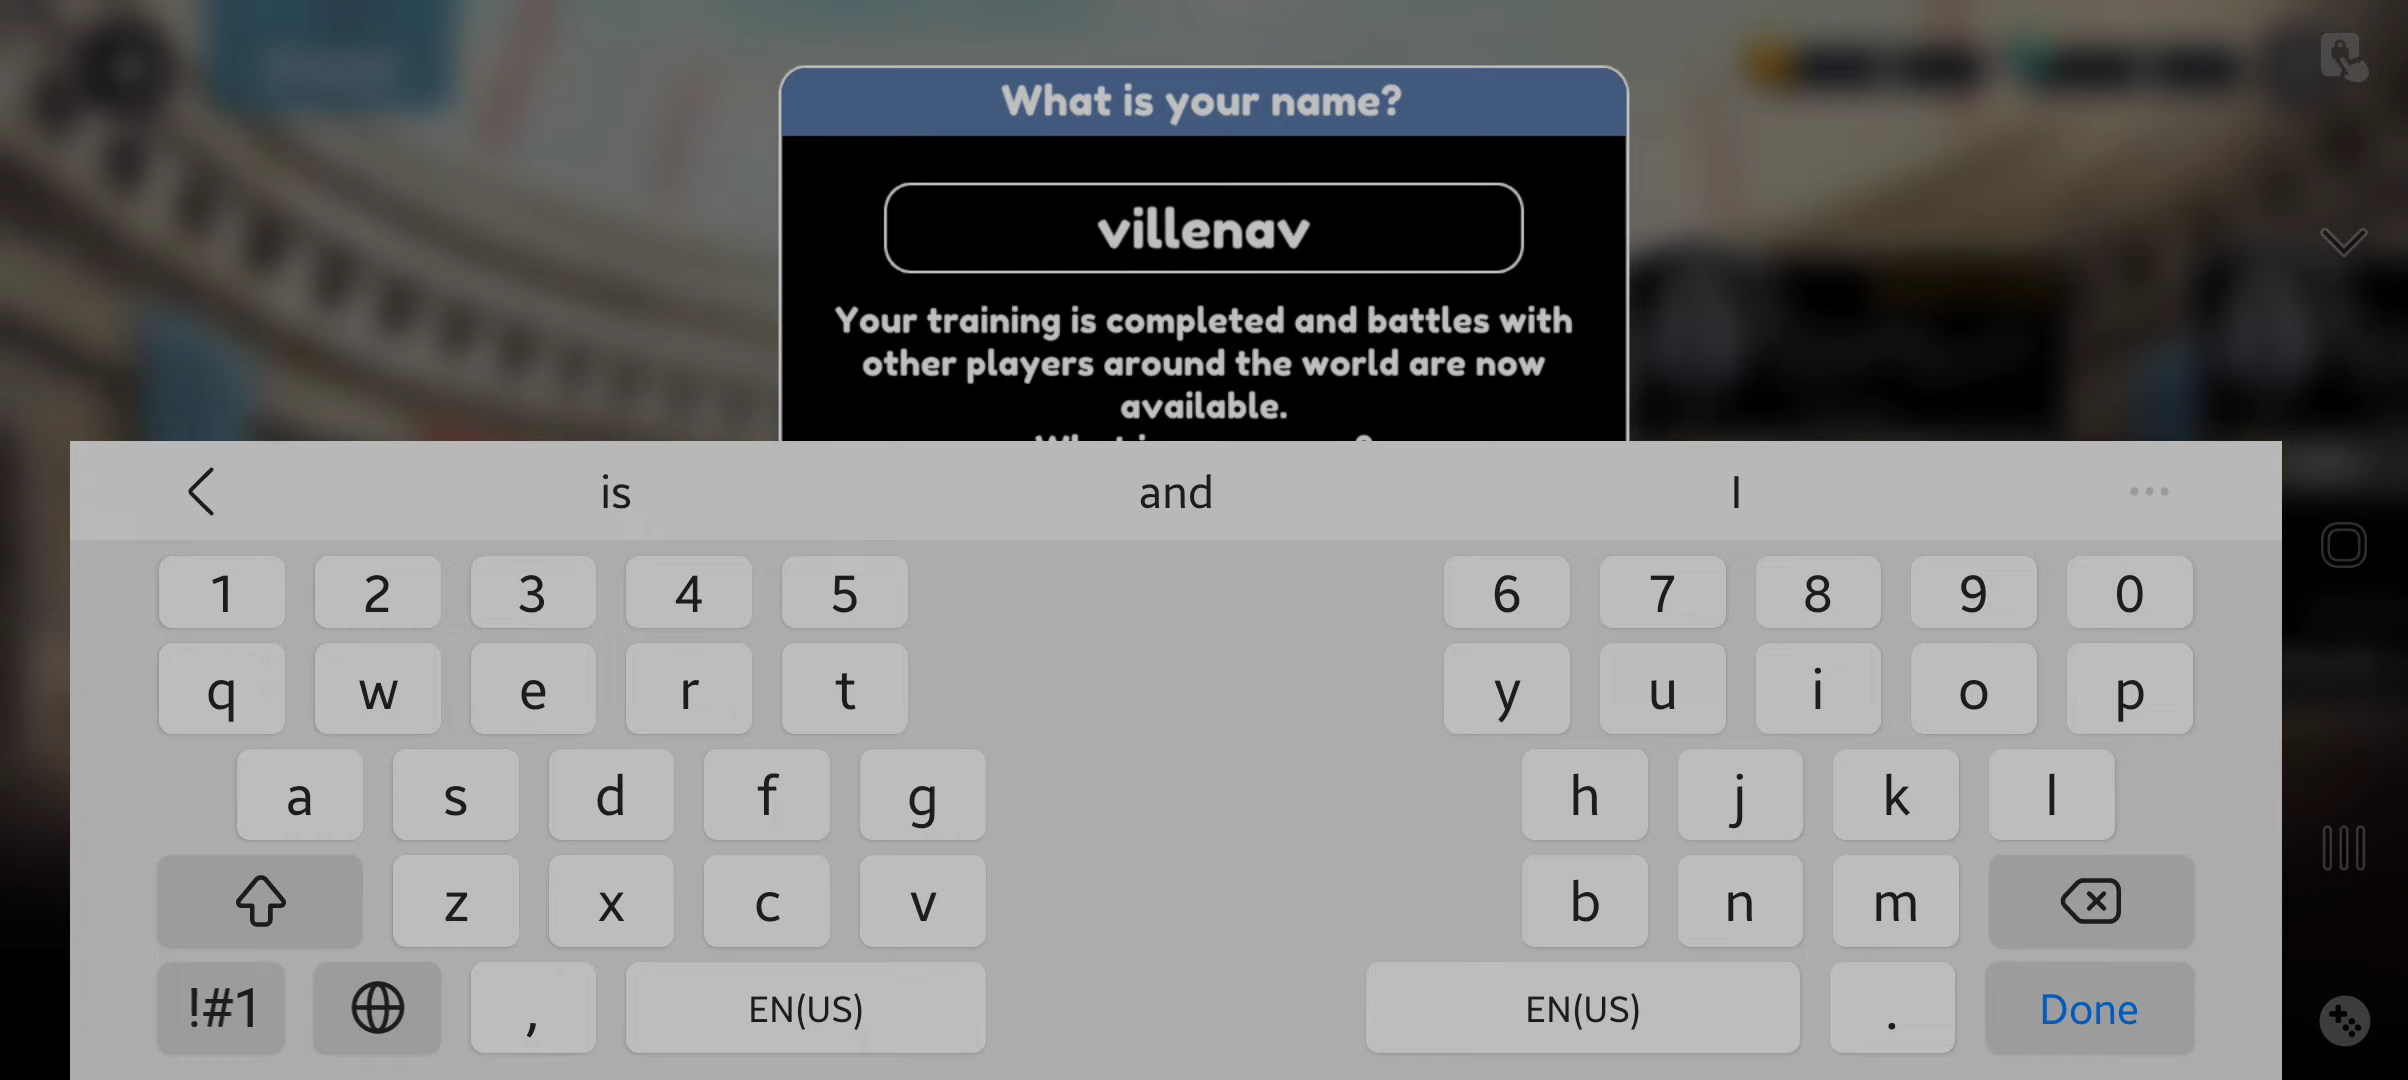 What is your name?
villenav
Your training is completed and battles with
other players around the world are now
available.
is and I
1 2 3 4 5 6 7 8 9 0
q w e r t y u i o p
a s d f g h j k l
z x c v b n m
!#1 , EN(US) EN(US) . Done